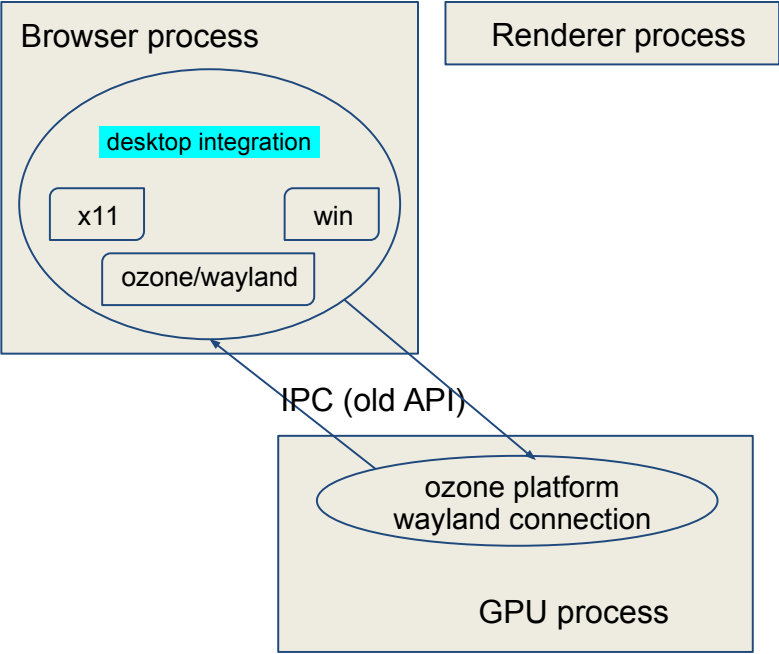 Browser process
Renderer process
desktop integration
x11
win
ozone/wayland
IPC (old API)
ozone platform
wayland connection
GPU process